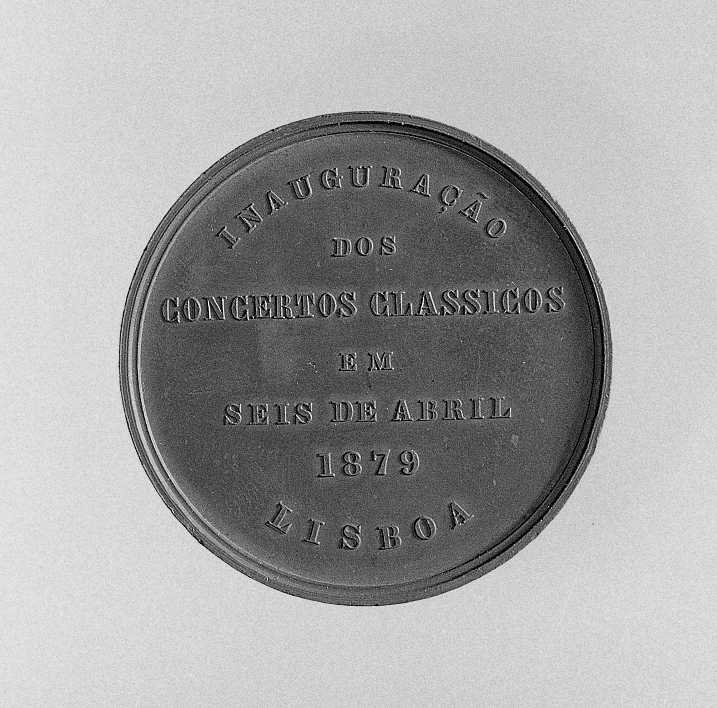 INAUGURAÇÃO
DOS
CONCERTOS CLASSICOS
EM
SEIS DE ABRIL
1879
LISBOA